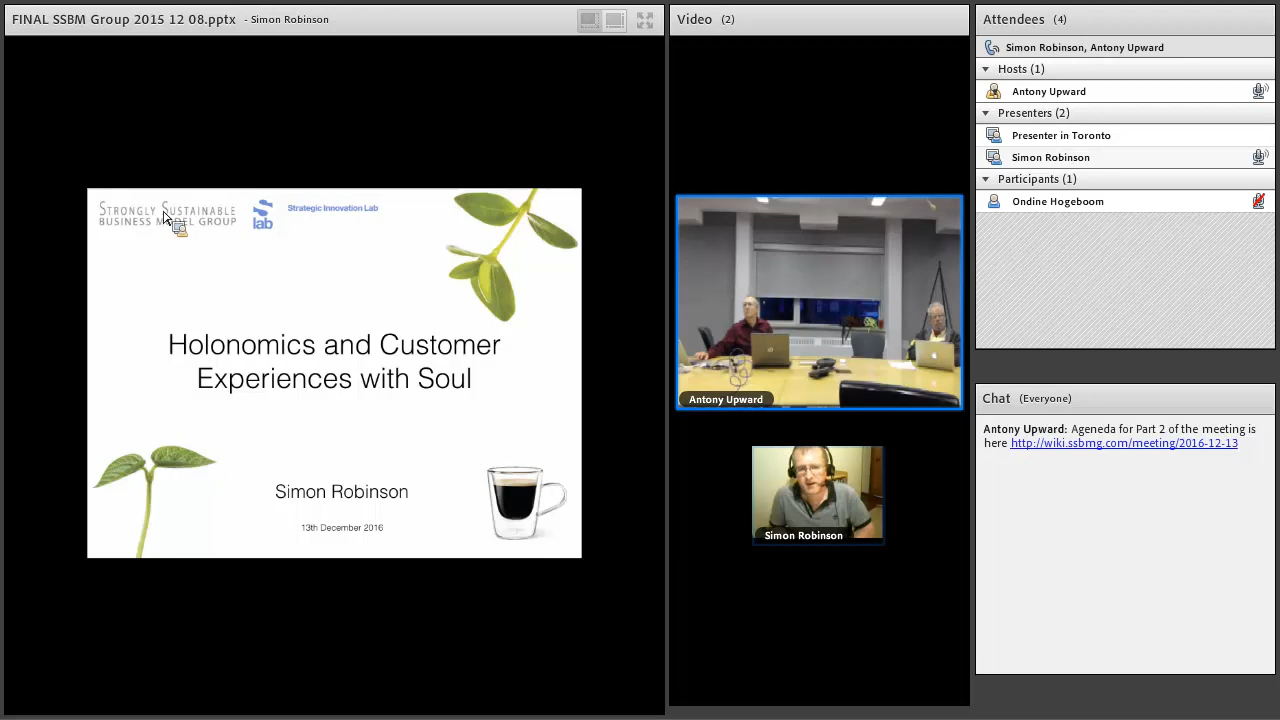 FINAL SSBM Group 2015 12 08.pptx - Simon Robinson
STRONGLY SUSTAINABLE
BUSINESS MODEL GROUP
lab
Strategic Innovation Lab
Holonomics and Customer
Experiences with Soul
Simon Robinson
13th December 2016
Video (2)
Antony Upward
Simon Robinson
Attendees (4)
Simon Robinson, Antony Upward
Hosts (1)
Antony Upward
Presenters (2)
Presenter in Toronto
Simon Robinson
Participants (1)
Ondine Hogeboom
Chat (Everyone)
Antony Upward: Ageneda for Part 2 of the meeting is
here http://wiki.ssbmg.com/meeting/2016-12-13